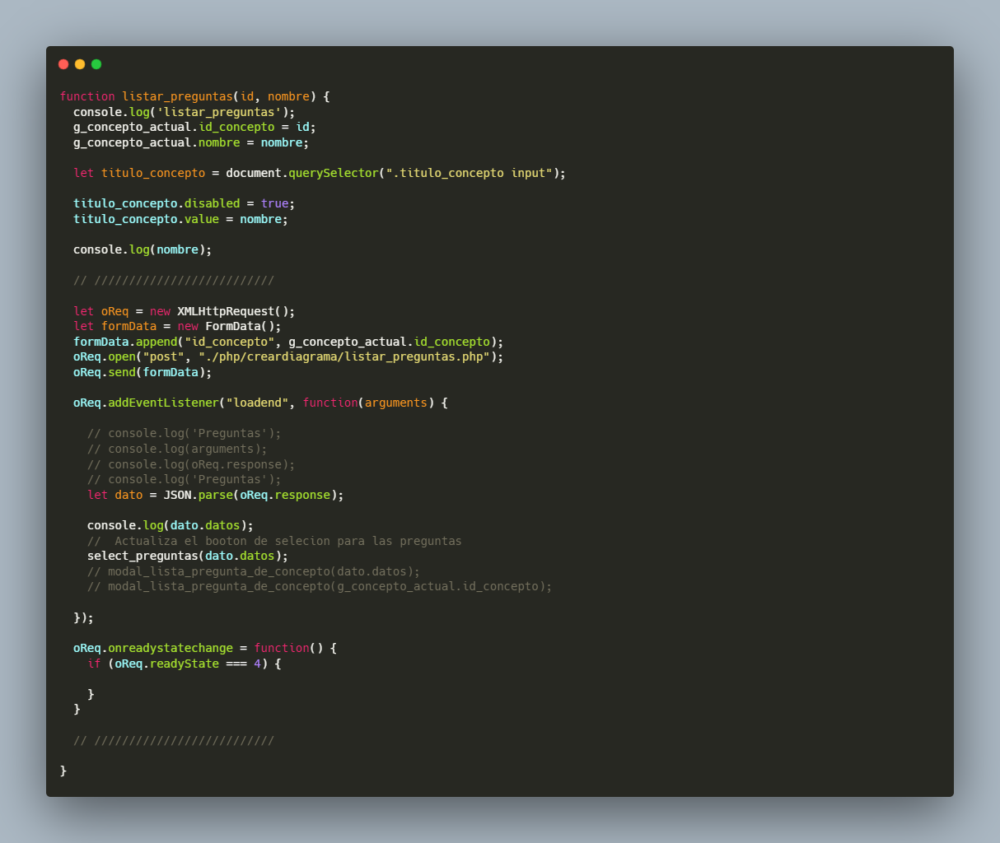 function listar_preguntas(id, nombre) {
  console.log('listar_preguntas');
  g_concepto_actual.id_concepto = id;
  g_concepto_actual.nombre = nombre;

  let titulo_concepto = document.querySelector(".titulo_concepto input");

  titulo_concepto.disabled = true;
  titulo_concepto.value = nombre;

  console.log(nombre);

  // //////////////////////////

  let oReq = new XMLHttpRequest();
  let formData = new FormData();
  formData.append("id_concepto", g_concepto_actual.id_concepto);
  oReq.open("post", "./php/creardiagrama/listar_preguntas.php");
  oReq.send(formData);

  oReq.addEventListener("loadend", function(arguments) {

    // console.log('Preguntas');
    // console.log(arguments);
    // console.log(oReq.response);
    // console.log('Preguntas');
    let dato = JSON.parse(oReq.response);

    console.log(dato.datos);
    //  Actualiza el booton de selecion para las preguntas
    select_preguntas(dato.datos);
    // modal_lista_pregunta_de_concepto(dato.datos);
    // modal_lista_pregunta_de_concepto(g_concepto_actual.id_concepto);

  });

  oReq.onreadystatechange = function() {
    if (oReq.readyState === 4) {

    }
  }

  // //////////////////////////

}